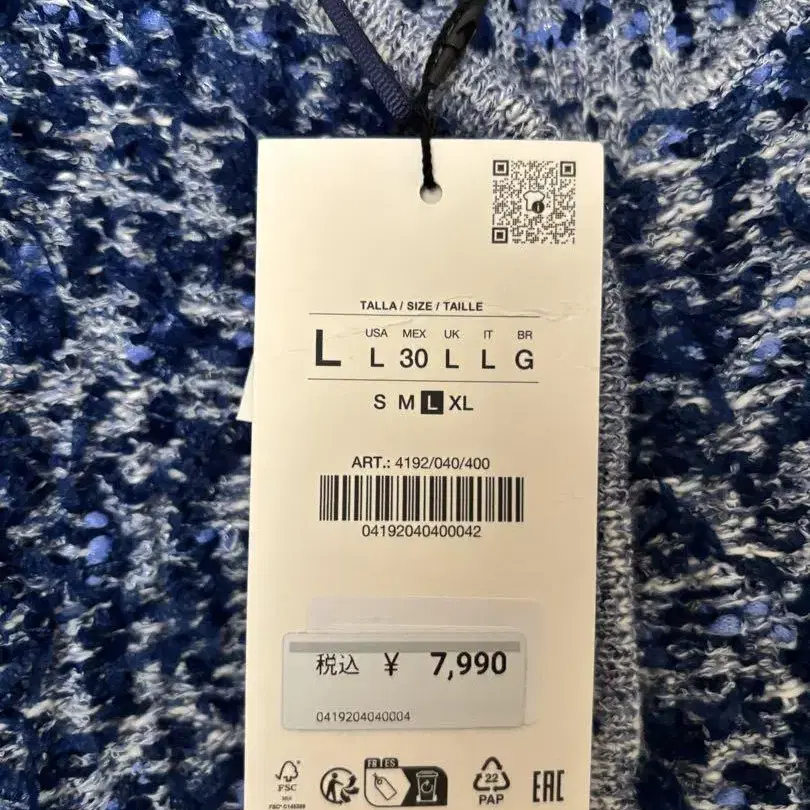 TALLA / SIZE / TAILLE
USA MEX UK IT BR
L L 30 L L G
S M L XL
ART.: 4192/040/400
04192040400042
税込 ¥ 7,990
0419204040004
FR ES
FSC
22
PAP
EAC